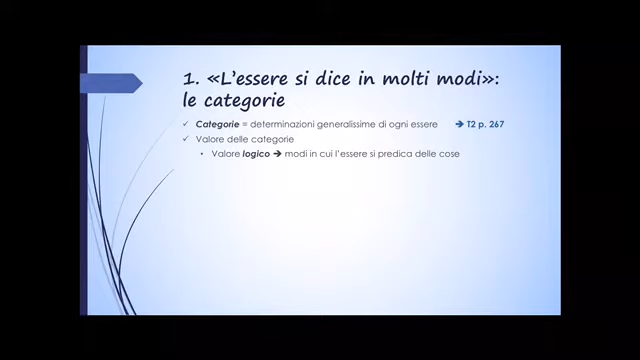 1. «L'essere si dice in molti modi»:
le categorie
✓ Categorie = determinazioni generalissime di ogni essere ➔ T2 p. 267
✓ Valore delle categorie
• Valore logico ➔ modi in cui l'essere si predica delle cose